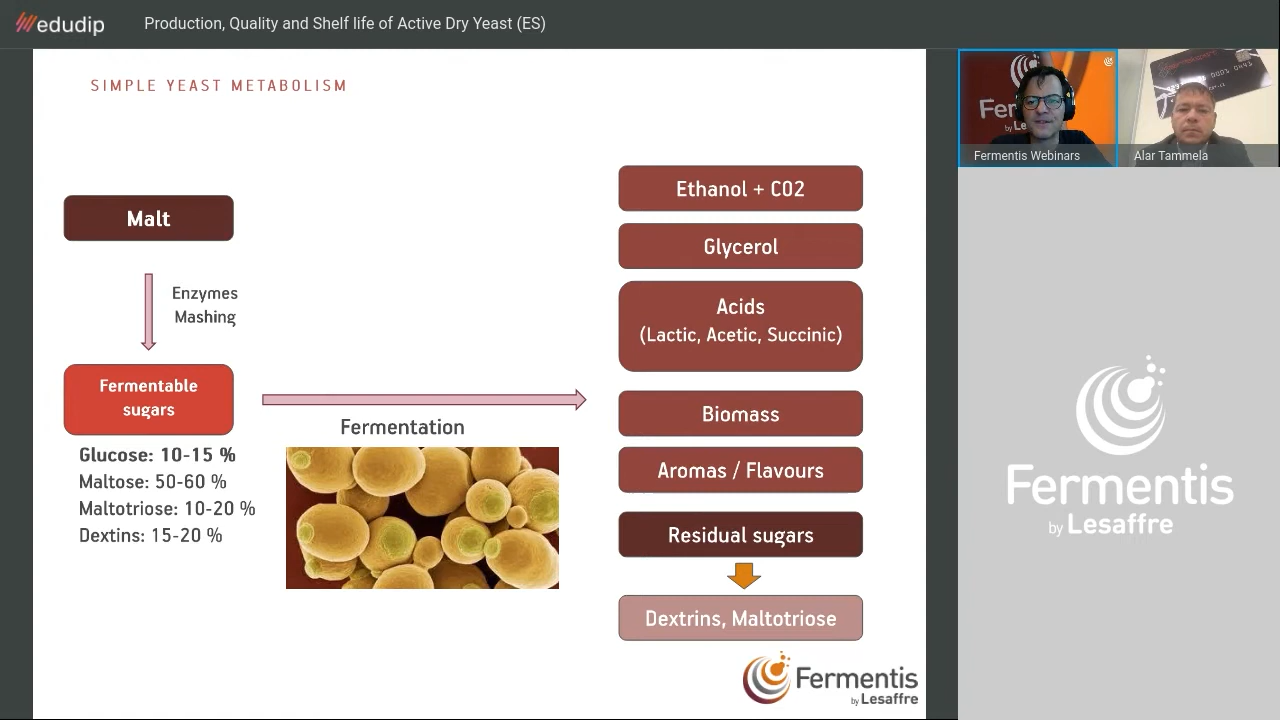 edudip
Production, Quality and Shelf life of Active Dry Yeast (ES)
SIMPLE YEAST METABOLISM
Malt
Enzymes
Mashing
Fermentable
sugars
Glucose: 10-15 %
Maltose: 50-60 %
Maltotriose: 10-20 %
Dextins: 15-20 %
Fermentation
Ethanol + CO2
Glycerol
Acids
(Lactic, Acetic, Succinic)
Biomass
Aromas / Flavours
Residual sugars
Dextrins, Maltotriose
Fermentis
by Lesaffre
Fermentis Webinars
Alar Tammela
Fermentis
by Lesaffre